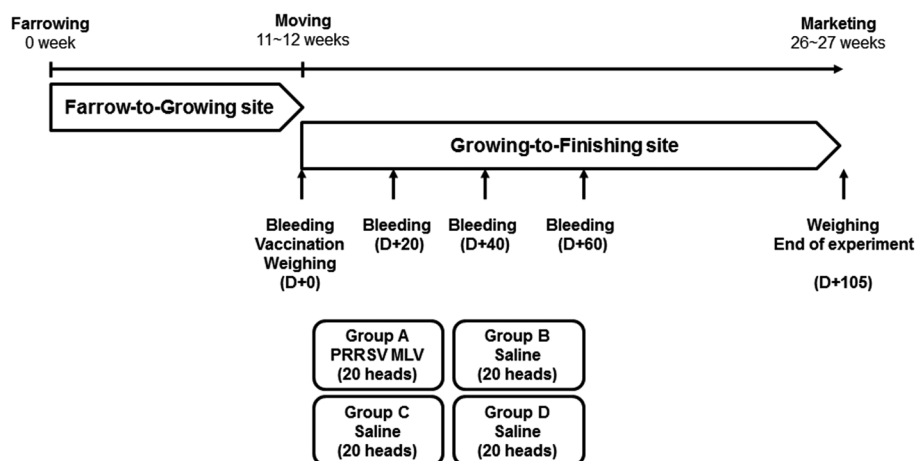 Farrowing
0 week
Moving
11~12 weeks
Marketing
26~27 weeks
Farrow-to-Growing site
Growing-to-Finishing site
Bleeding
Vaccination
Weighing
(D+0)
Bleeding
(D+20)
Bleeding
(D+40)
Bleeding
(D+60)
Weighing
End of experiment
(D+105)
Group A
PRRSV MLV
(20 heads)
Group B
Saline
(20 heads)
Group C
Saline
(20 heads)
Group D
Saline
(20 heads)